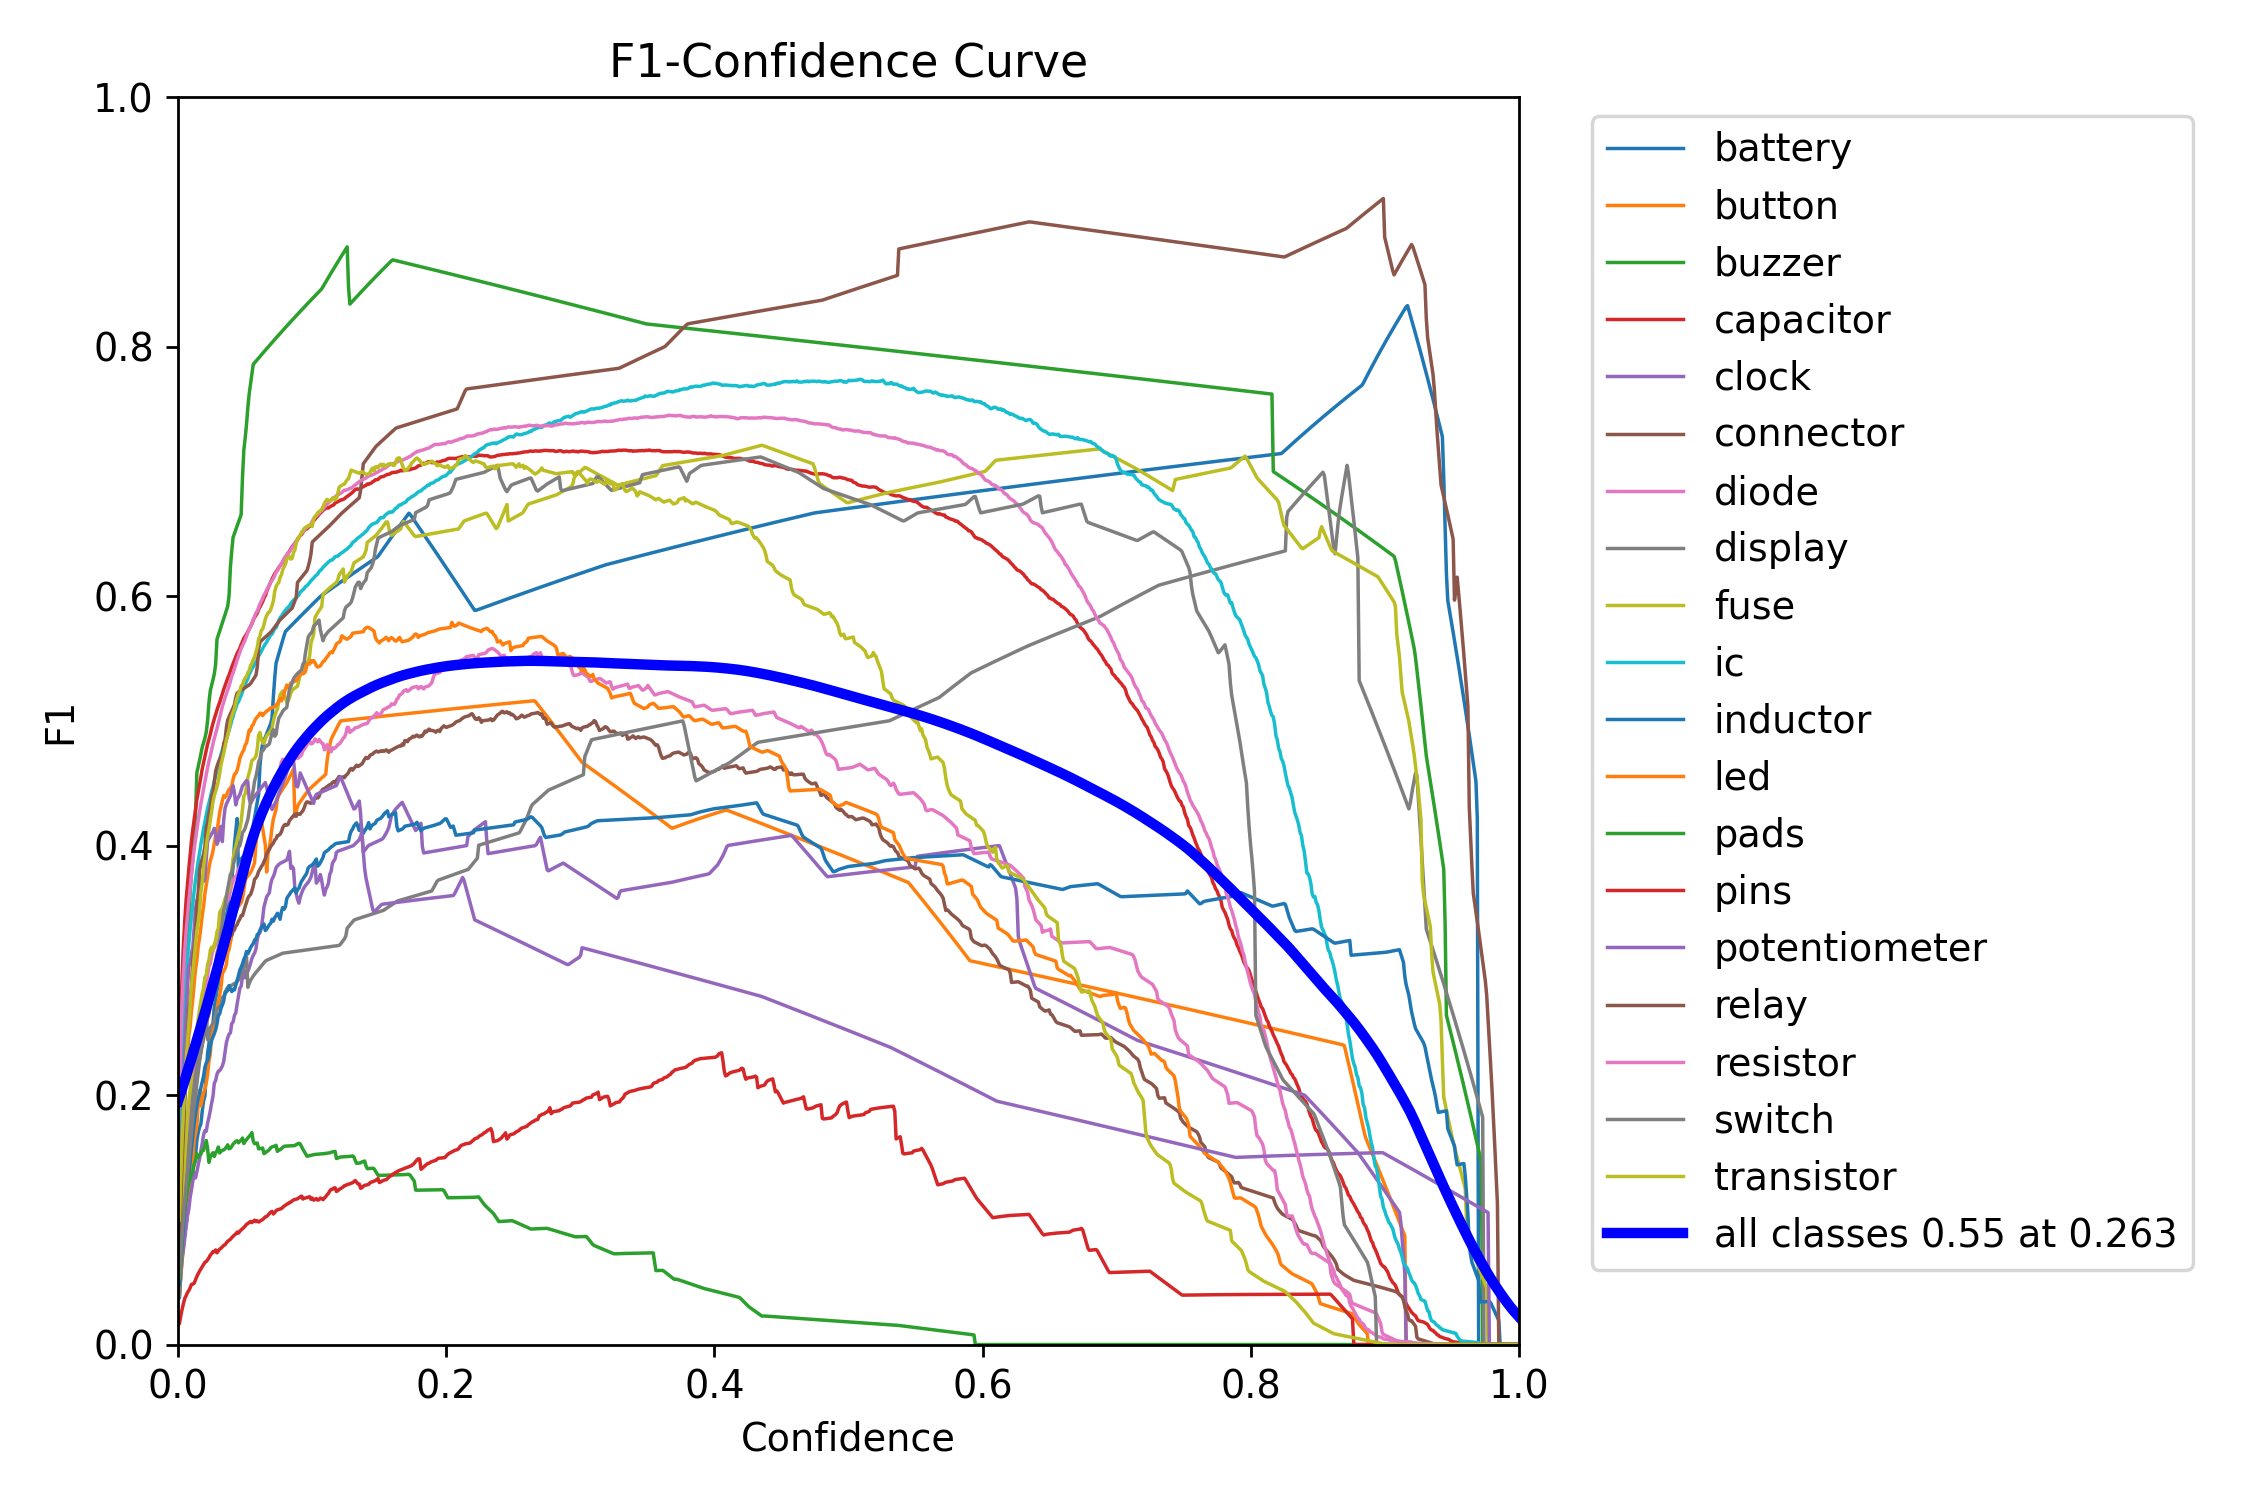 F1-Confidence Curve
1.0
0.8
0.6
0.4
0.2
0.0
F1
0.0 0.2 0.4 0.6 0.8 1.0
Confidence
battery
button
buzzer
capacitor
clock
connector
diode
display
fuse
ic
inductor
led
pads
pins
potentiometer
relay
resistor
switch
transistor
all classes 0.55 at 0.263